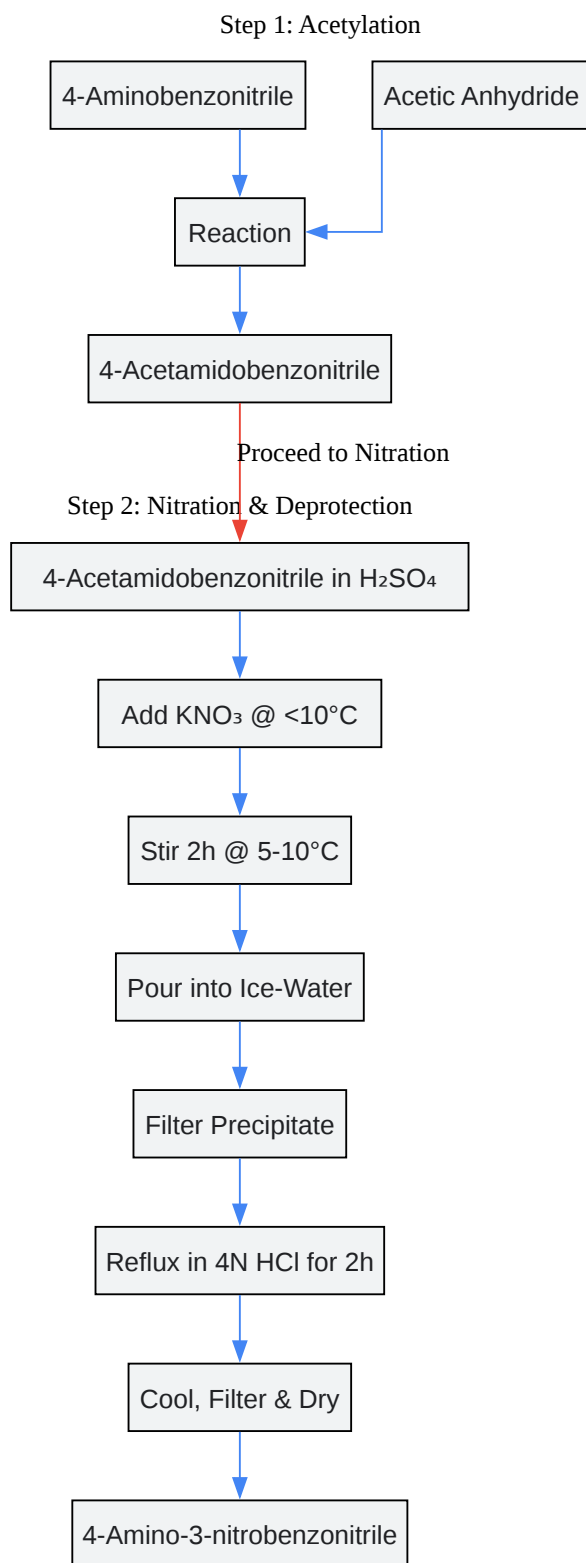 Step 1: Acetylation
4-Aminobenzonitrile
Acetic Anhydride
Reaction
4-Acetamidobenzonitrile
Proceed to Nitration
Step 2: Nitration & Deprotection
4-Acetamidobenzonitrile in H₂SO₄
Add KNO₃ @ <10°C
Stir 2h @ 5-10°C
Pour into Ice-Water
Filter Precipitate
Reflux in 4N HCl for 2h
Cool, Filter & Dry
4-Amino-3-nitrobenzonitrile